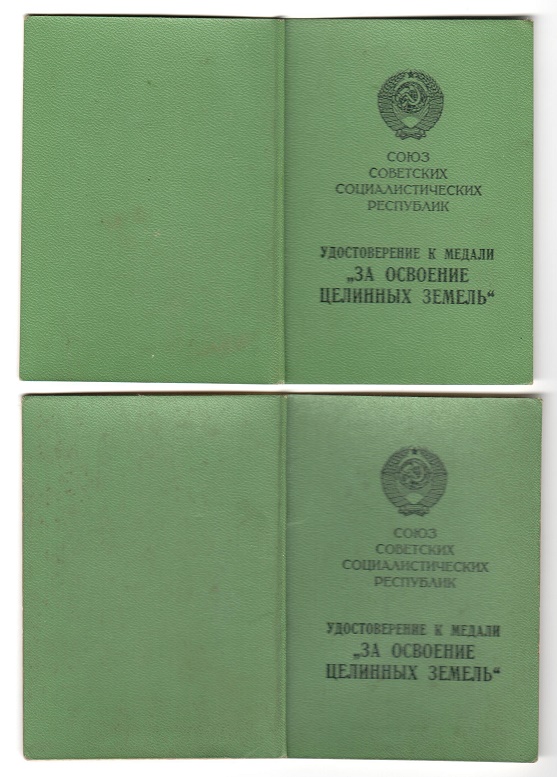 СОЮЗ
СОВЕТСКИХ
СОЦИАЛИСТИЧЕСКИХ
РЕСПУБЛИК
УДОСТОВЕРЕНИЕ К МЕДАЛИ
„ЗА ОСВОЕНИЕ
ЦЕЛИННЫХ ЗЕМЕЛЬ“
СОЮЗ
СОВЕТСКИХ
СОЦИАЛИСТИЧЕСКИХ
РЕСПУБЛИК
УДОСТОВЕРЕНИЕ К МЕДАЛИ
„ЗА ОСВОЕНИЕ
ЦЕЛИННЫХ ЗЕМЕЛЬ“